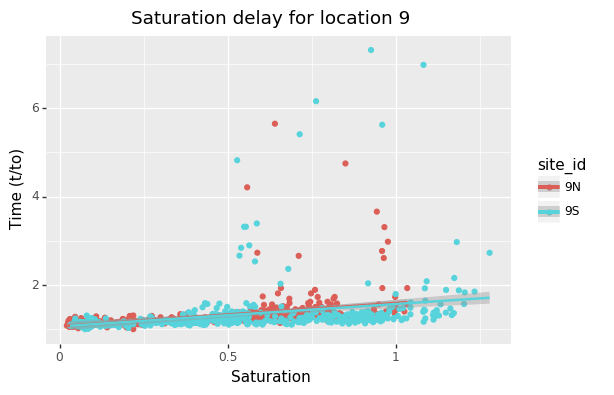 Saturation delay for location 9
Time (t/to)
6
4
2
0
0.5
1
Saturation
site_id
9N
9S